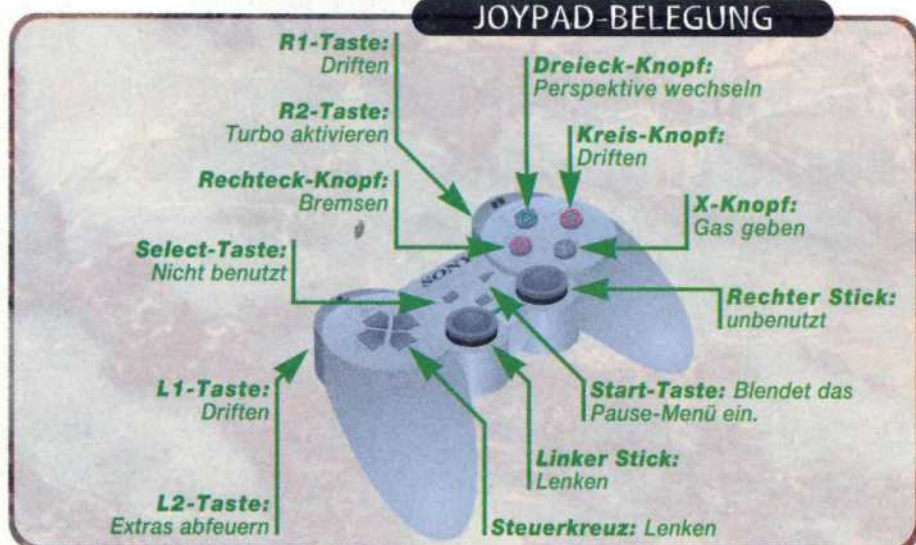 JOYPAD-BELEGUNG
R1-Taste:
Driften
R2-Taste:
Turbo aktivieren
Rechteck-Knopf:
Bremsen
Select-Taste:
Nicht benutzt
L1-Taste:
Driften
L2-Taste:
Extras abfeuern
Dreieck-Knopf:
Perspektive wechseln
Kreis-Knopf:
Driften
X-Knopf:
Gas geben
Rechter Stick:
unbenutzt
Start-Taste: Blendet das
Pause-Menü ein.
Linker Stick:
Lenken
Steuerkreuz: Lenken
SONY